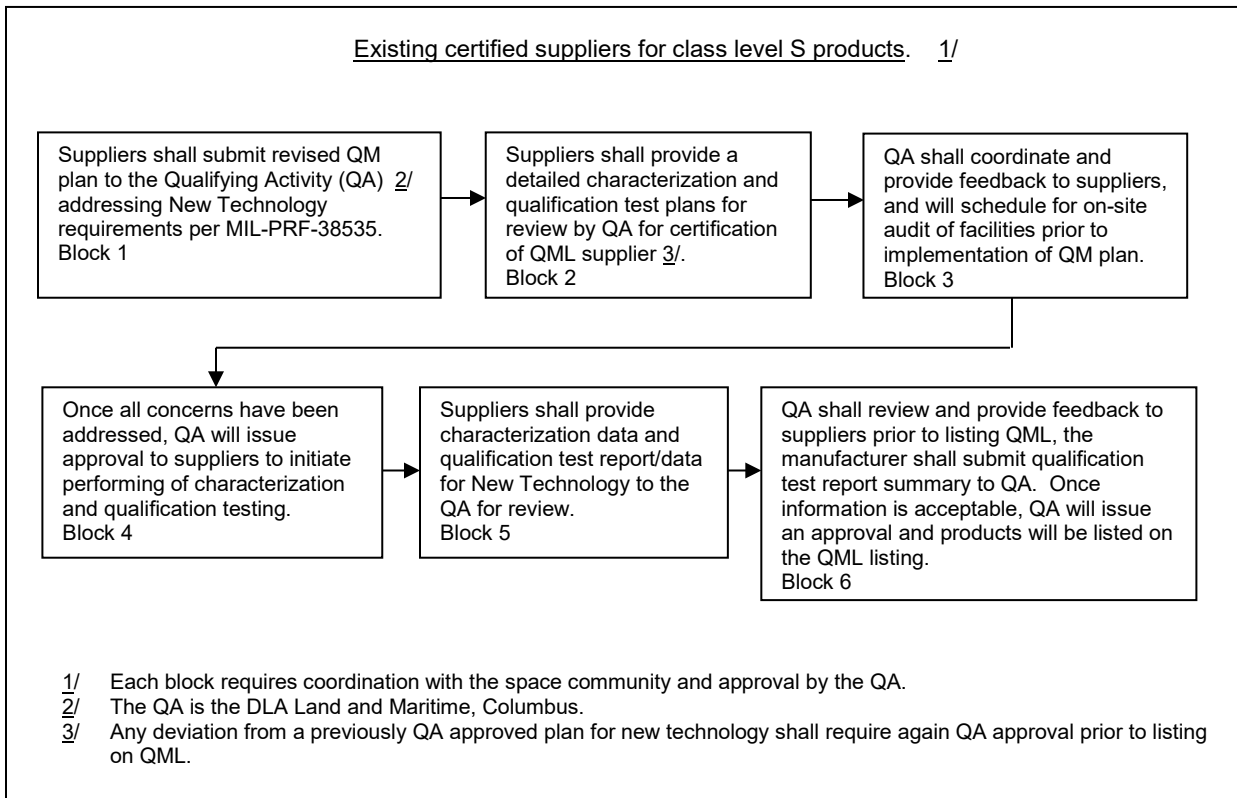 Existing certified suppliers for class level S products. 1/
Suppliers shall submit revised QM
plan to the Qualifying Activity (QA) 2/
addressing New Technology
requirements per MIL-PRF-38535.
Block 1
Suppliers shall provide a
detailed characterization and
qualification test plans for
review by QA for certification
of QML supplier 3/.
Block 2
QA shall coordinate and
provide feedback to suppliers,
and will schedule for on-site
audit of facilities prior to
implementation of QM plan.
Block 3
Once all concerns have been
addressed, QA will issue
approval to suppliers to initiate
performing of characterization
and qualification testing.
Block 4
Suppliers shall provide
characterization data and
qualification test report/data
for New Technology to the
QA for review.
Block 5
QA shall review and provide feedback to
suppliers prior to listing QML, the
manufacturer shall submit qualification
test report summary to QA. Once
information is acceptable, QA will issue
an approval and products will be listed on
the QML listing.
Block 6
1/ Each block requires coordination with the space community and approval by the QA.
2/ The QA is the DLA Land and Maritime, Columbus.
3/ Any deviation from a previously QA approved plan for new technology shall require again QA approval prior to listing
on QML.